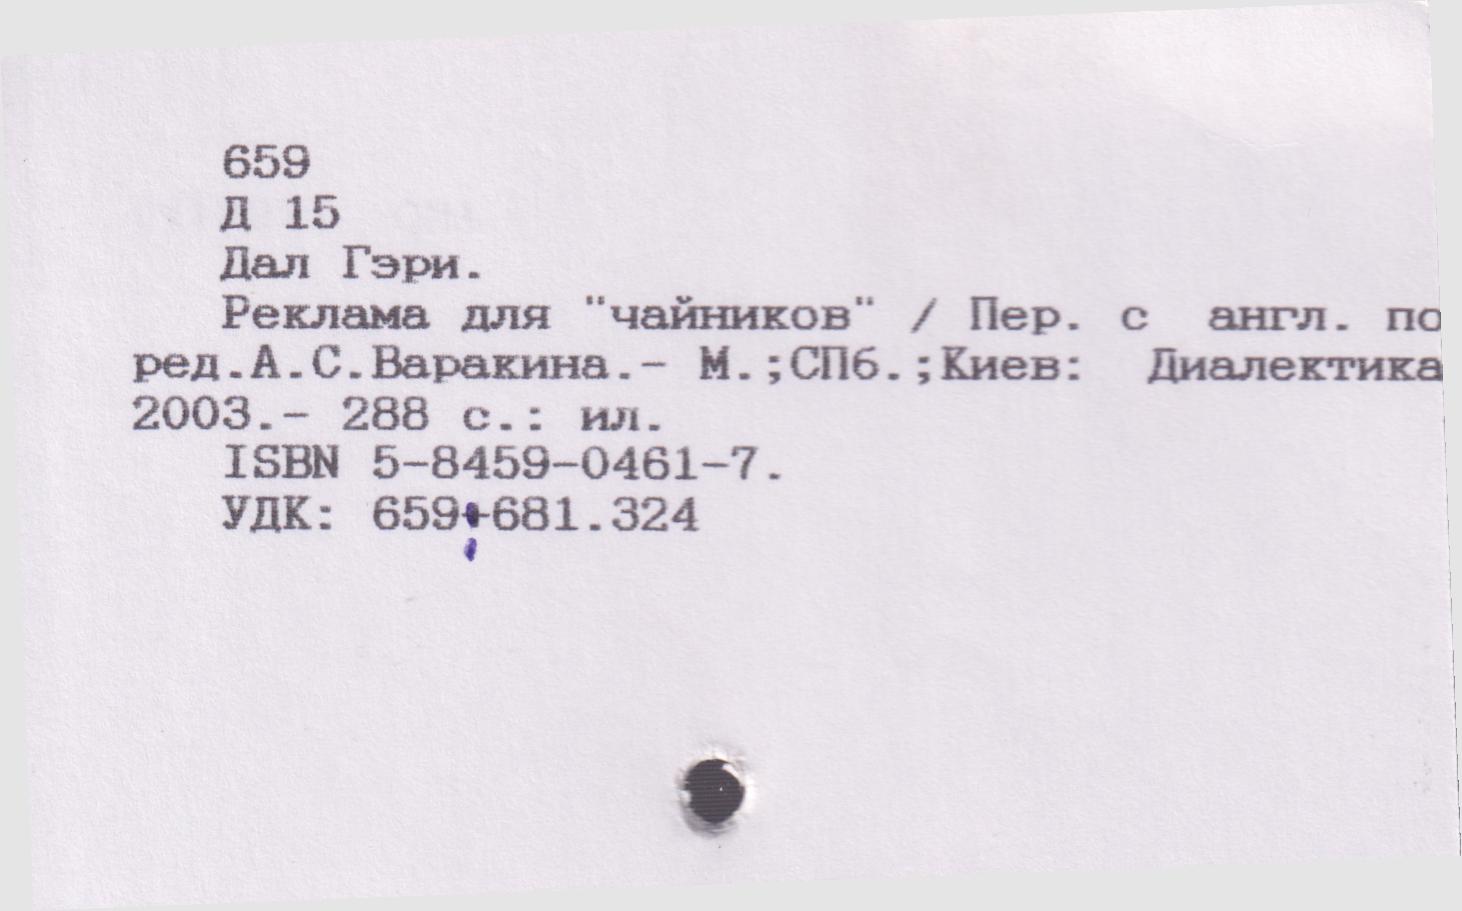 659
Д 15
Дал Гэри.
Реклама для "чайников" / Пер. с англ. по
ред.А.С.Варакина.- М.;СПб.;Киев: Диалектика
2003.- 288 с.: ил.
ISBN 5-8459-0461-7.
УДК: 659+681.324